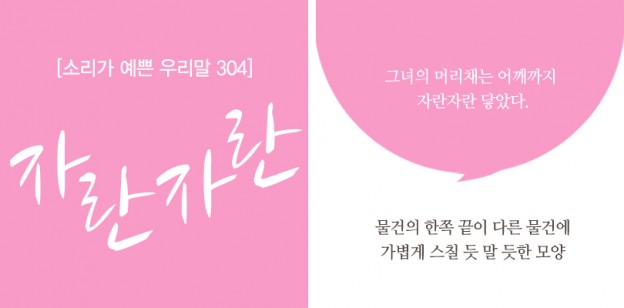 [소리가 예쁜 우리말 304]
자란자란
그녀의 머리채는 어깨까지
자란자란 닿았다.
물건의 한쪽 끝이 다른 물건에
가볍게 스칠 듯 말 듯한 모양